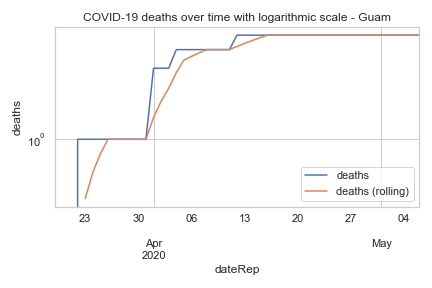 COVID-19 deaths over time with logarithmic scale - Guam
deaths
10⁰
deaths
deaths (rolling)
23 30 06 13 20 27 04
Apr May
2020
dateRep